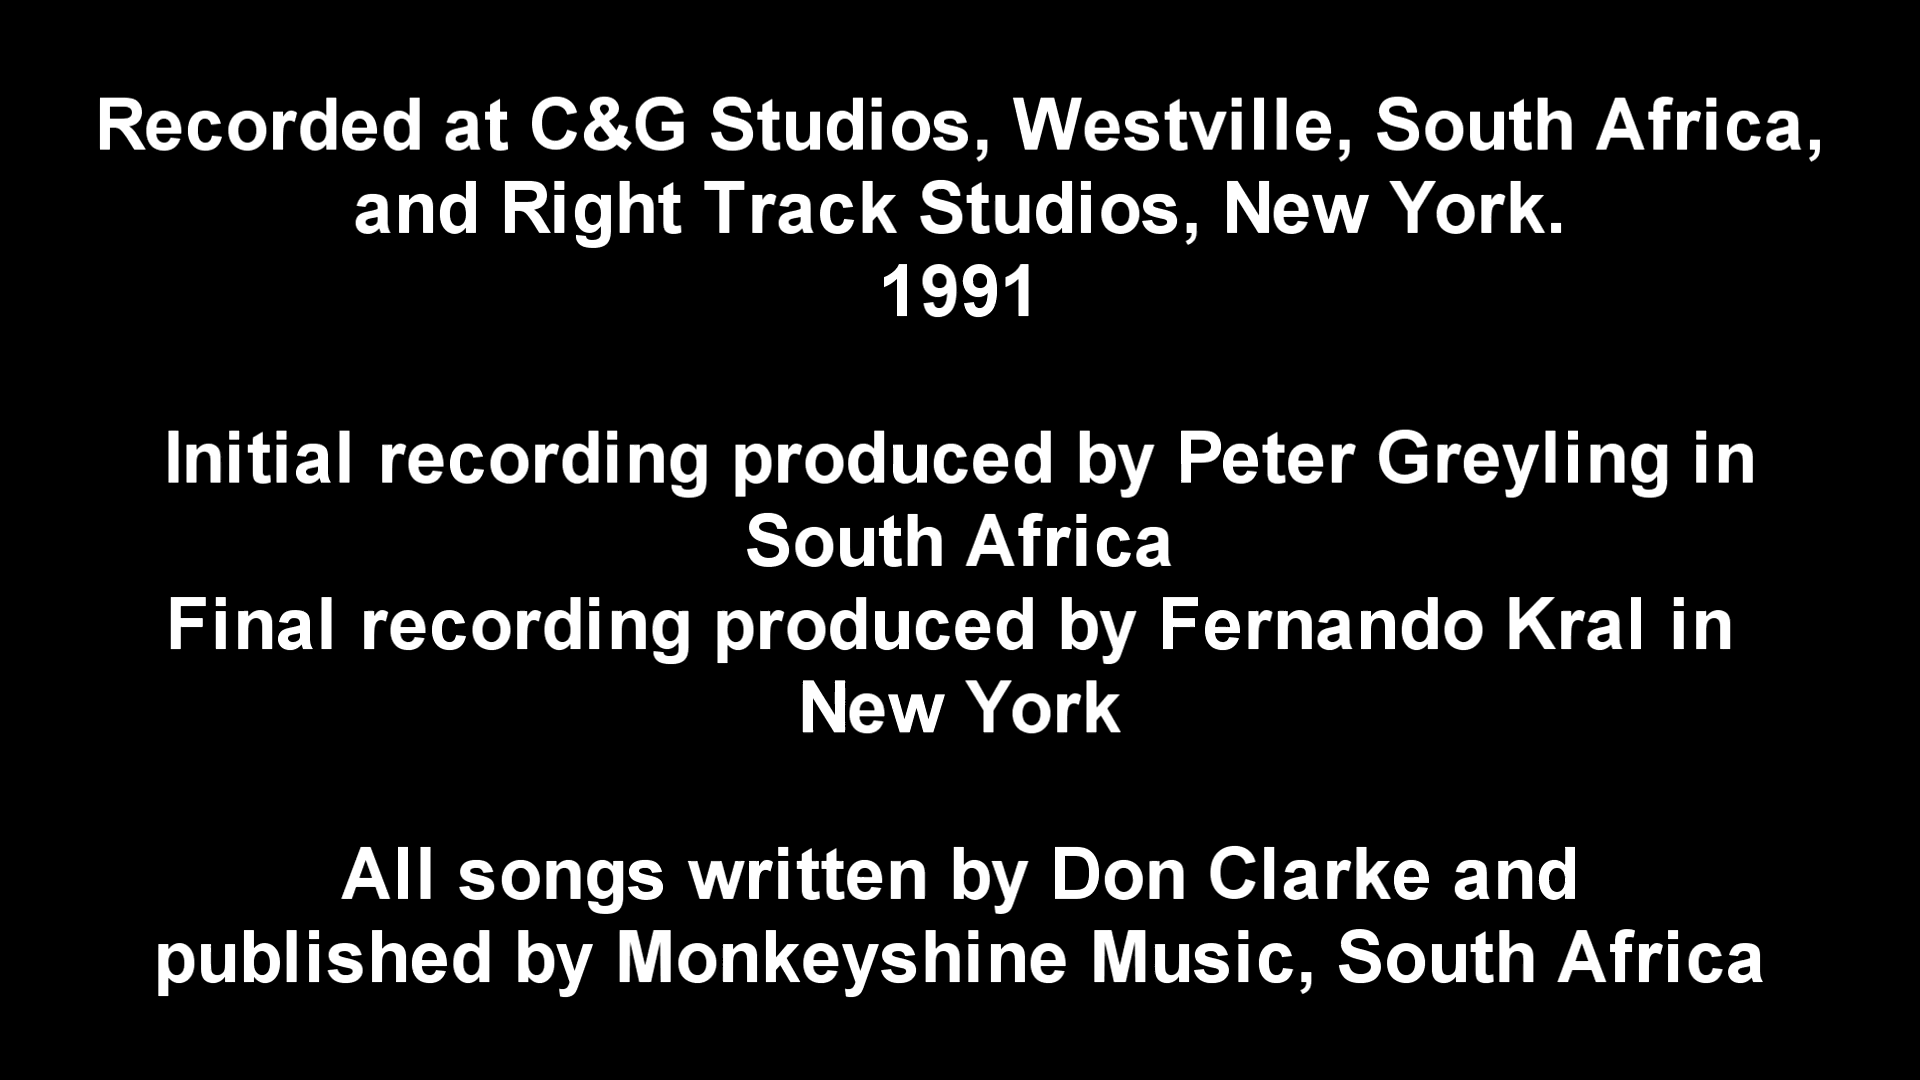 Recorded at C&G Studios, Westville, South Africa,
and Right Track Studios, New York.
1991
Initial recording produced by Peter Greyling in
South Africa
Final recording produced by Fernando Kral in
New York
All songs written by Don Clarke and
published by Monkeyshine Music, South Africa